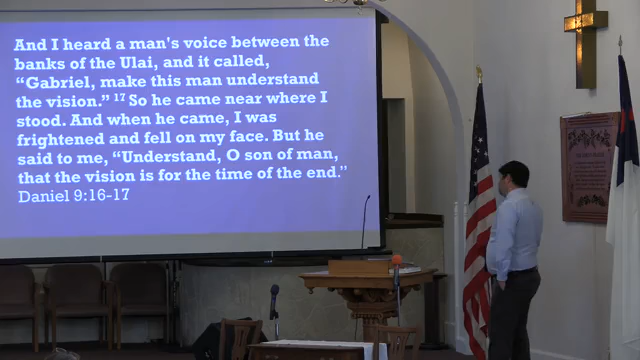 And I heard a man's voice between the
banks of the Ulai, and it called,
“Gabriel, make this man understand
the vision.” ¹⁷ So he came near where I
stood. And when he came, I was
frightened and fell on my face. But he
said to me, “Understand, O son of man,
that the vision is for the time of the end.”
Daniel 9:16-17